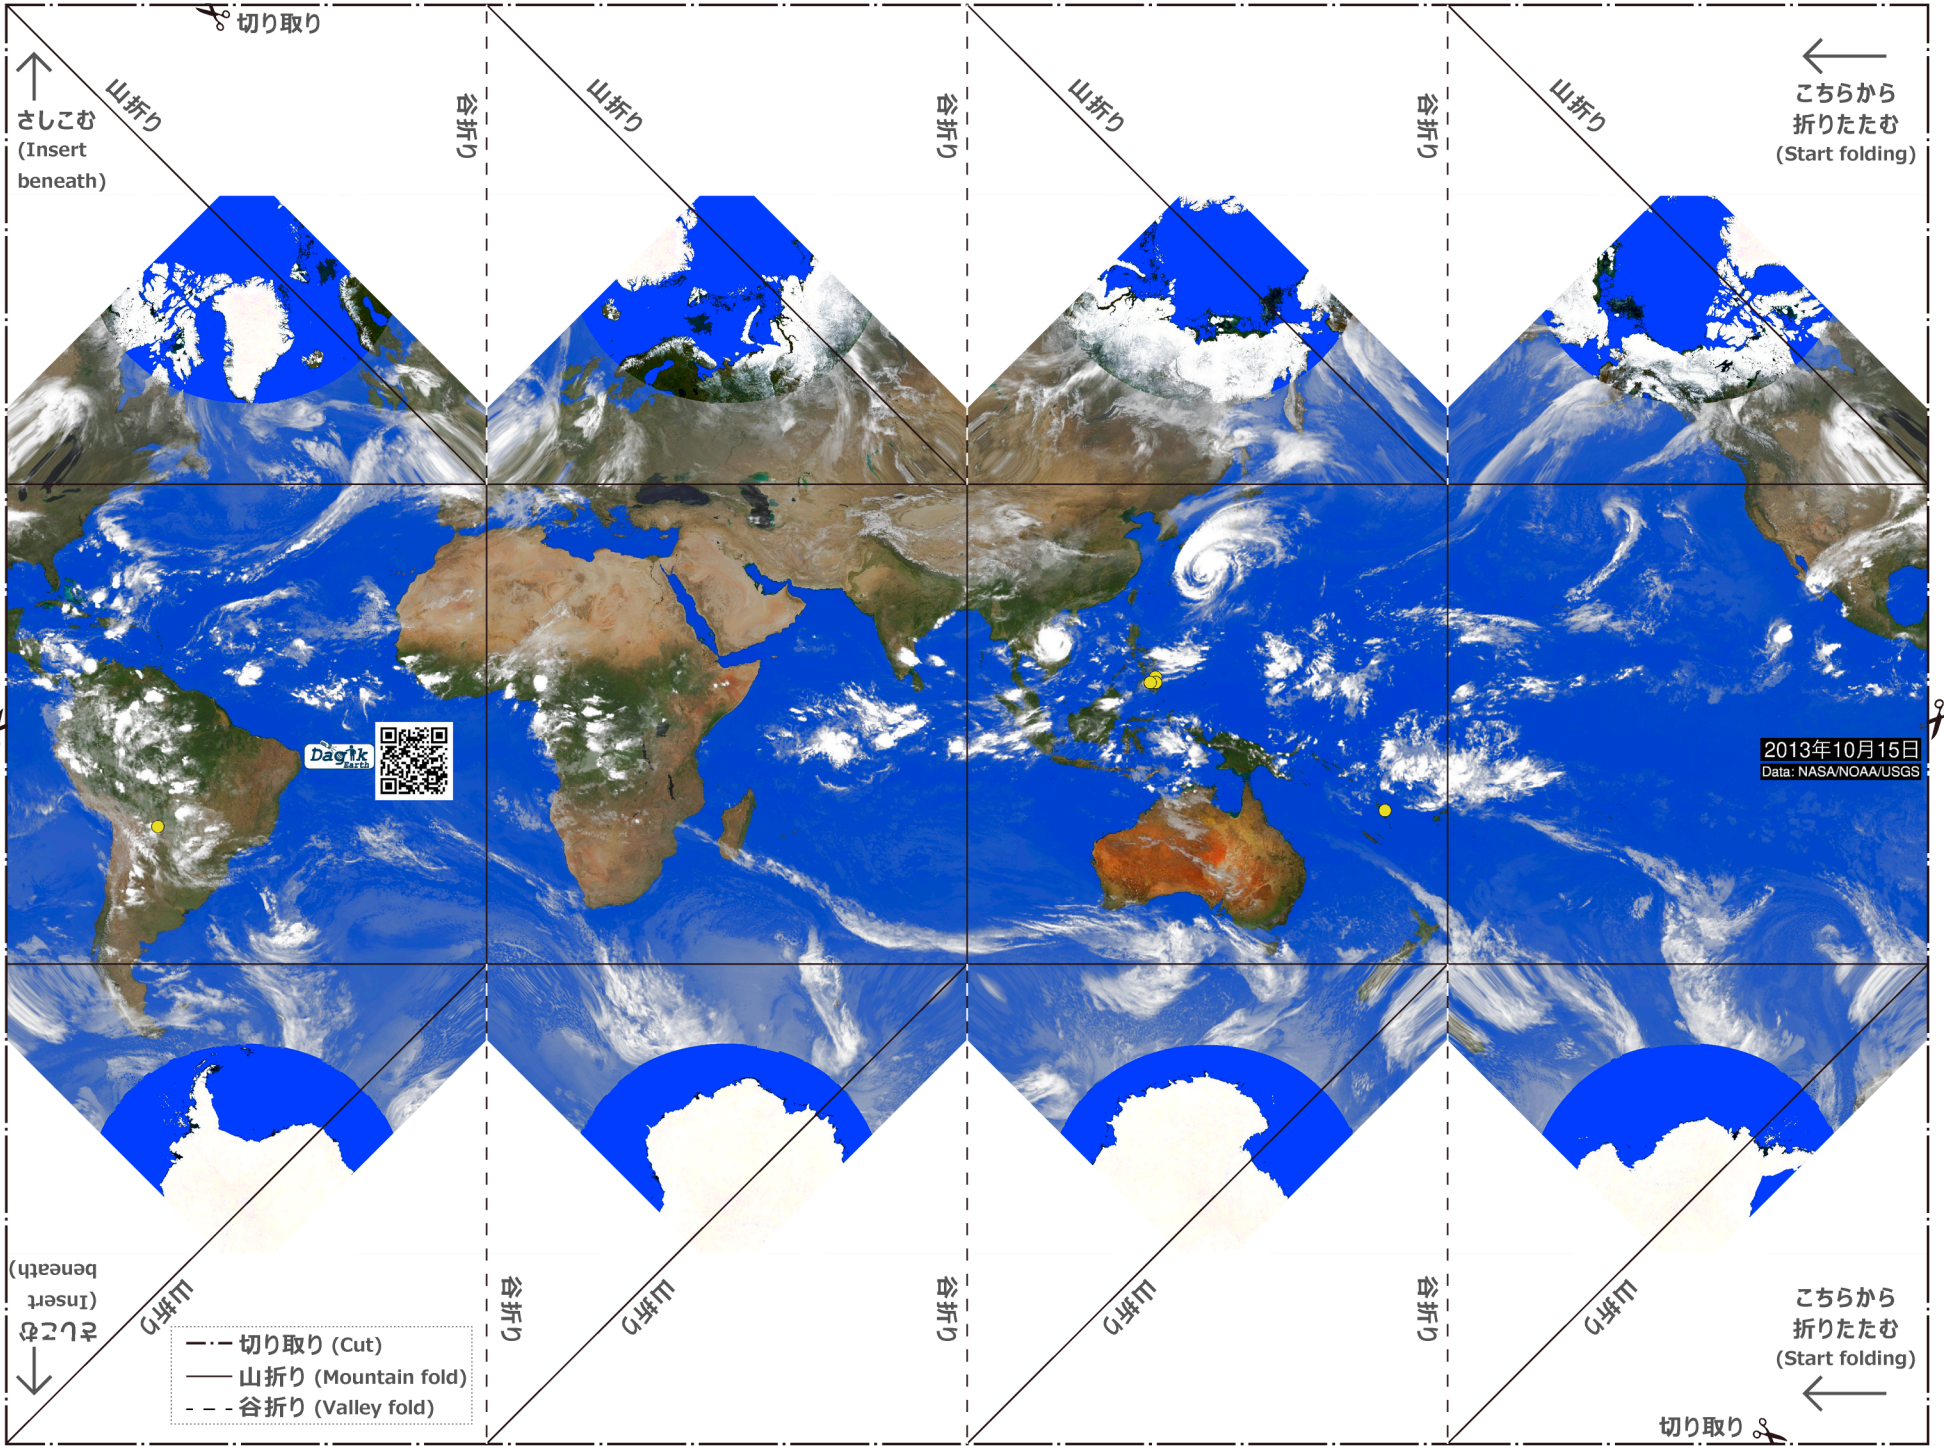 切り取り
さしこむ
(Insert
beneath)
山折り
谷折り
山折り
谷折り
山折り
谷折り
山折り
こちらから
折りたたむ
(Start folding)
Dagik
Earth
2013年10月15日
Data: NASA/NOAA/USGS
さしこむ
(Insert
beneath)
山折り
谷折り
山折り
谷折り
山折り
谷折り
山折り
切り取り (Cut)
山折り (Mountain fold)
谷折り (Valley fold)
こちらから
折りたたむ
(Start folding)
切り取り